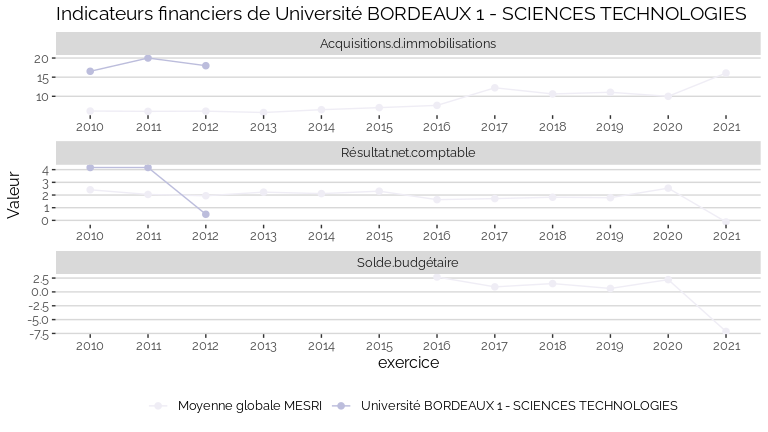 Indicateurs financiers de Université BORDEAUX 1 - SCIENCES TECHNOLOGIES
Acquisitions.d.immobilisations
20
15
10
2010 2011 2012 2013 2014 2015 2016 2017 2018 2019 2020 2021
Résultat.net.comptable
4
3
2
1
0
2010 2011 2012 2013 2014 2015 2016 2017 2018 2019 2020 2021
Valeur
Solde.budgétaire
2.5
0.0
-2.5
-5.0
-7.5
2010 2011 2012 2013 2014 2015 2016 2017 2018 2019 2020 2021
exercice
Moyenne globale MESRI Université BORDEAUX 1 - SCIENCES TECHNOLOGIES